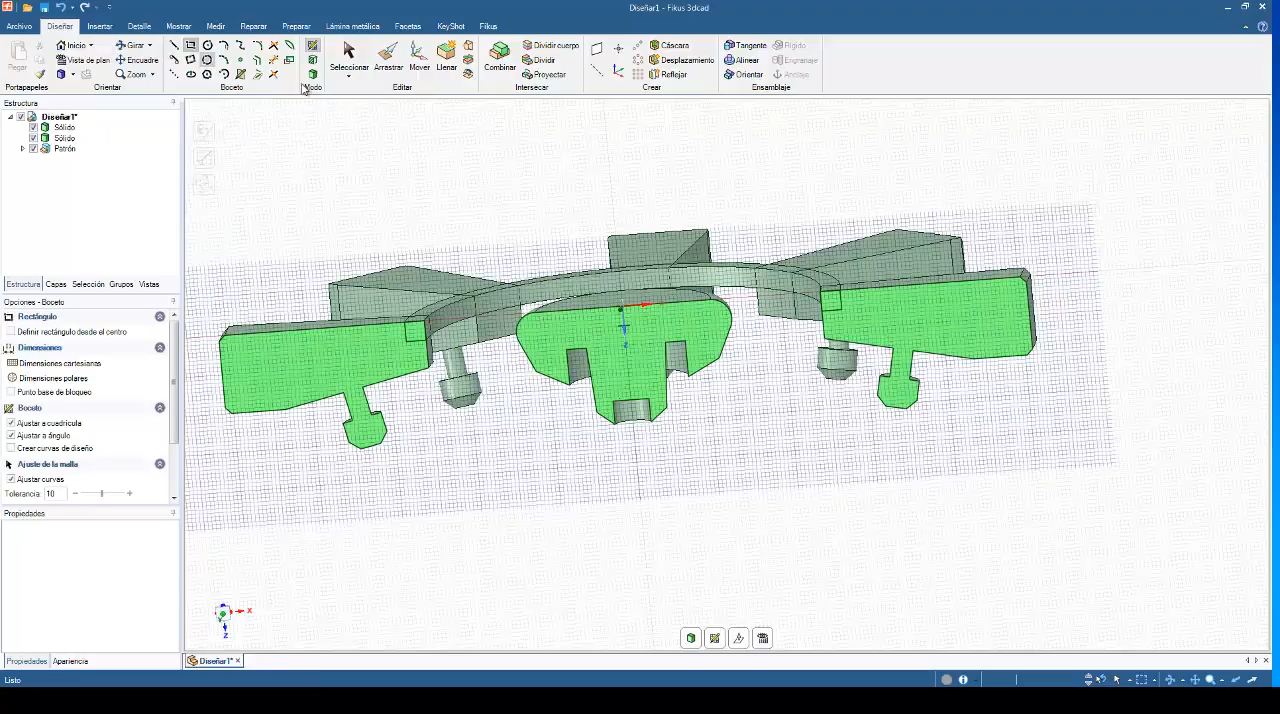 Diseñar1* - Fikus 3dcad
Archivo Diseñar Insertar Detalle Mostrar Medir Reparar Preparar Lámina metálica Facetas KeyShot Fikus
Inicio Girar Dividir cuerpo Cáscara Tangente Rígido
Pegar Vista de plan Encuadre Seleccionar Arrastrar Mover Llenar Combinar Dividir Desplazamiento Alinear Engranaje
Zoom Proyectar Reflejar Orientar Anclaje
Portapapeles Orientar Boceto Modo Editar Intersecar Crear Ensamblaje
Estructura
Diseñar1*
Sólido
Sólido
Patrón
Estructura Capas Selección Grupos Vistas
Opciones - Boceto
Rectángulo
Definir rectángulo desde el centro
Dimensiones
Dimensiones cartesianas
Dimensiones polares
Punto base de bloqueo
Boceto
Ajustar a cuadrícula
Ajustar a ángulo
Crear curvas de diseño
Ajuste de la malla
Ajustar curvas
Tolerancia: 10
Propiedades
X
Z
Propiedades Apariencia
Diseñar1*
Listo